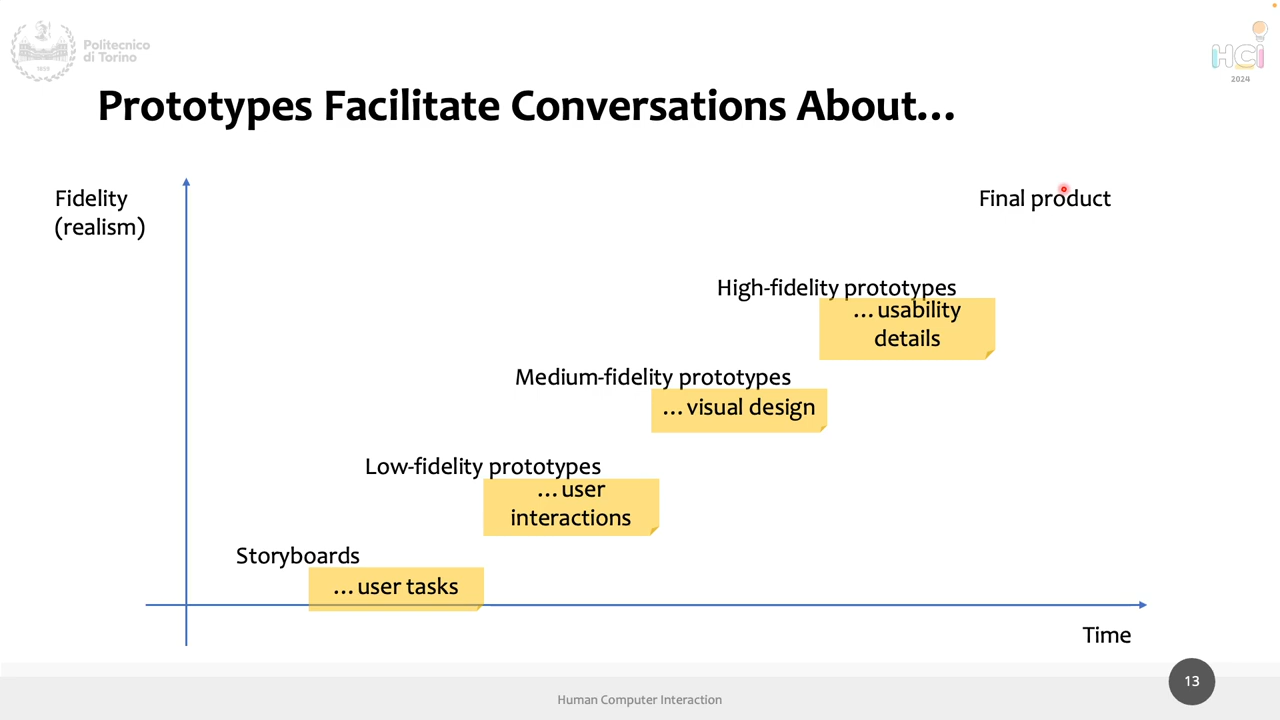 Politecnico
di Torino
1859
HCI
2024
Prototypes Facilitate Conversations About...
Fidelity
(realism)
Final product
High-fidelity prototypes
...usability
details
Medium-fidelity prototypes
...visual design
Low-fidelity prototypes
...user
interactions
Storyboards
...user tasks
Time
13
Human Computer Interaction